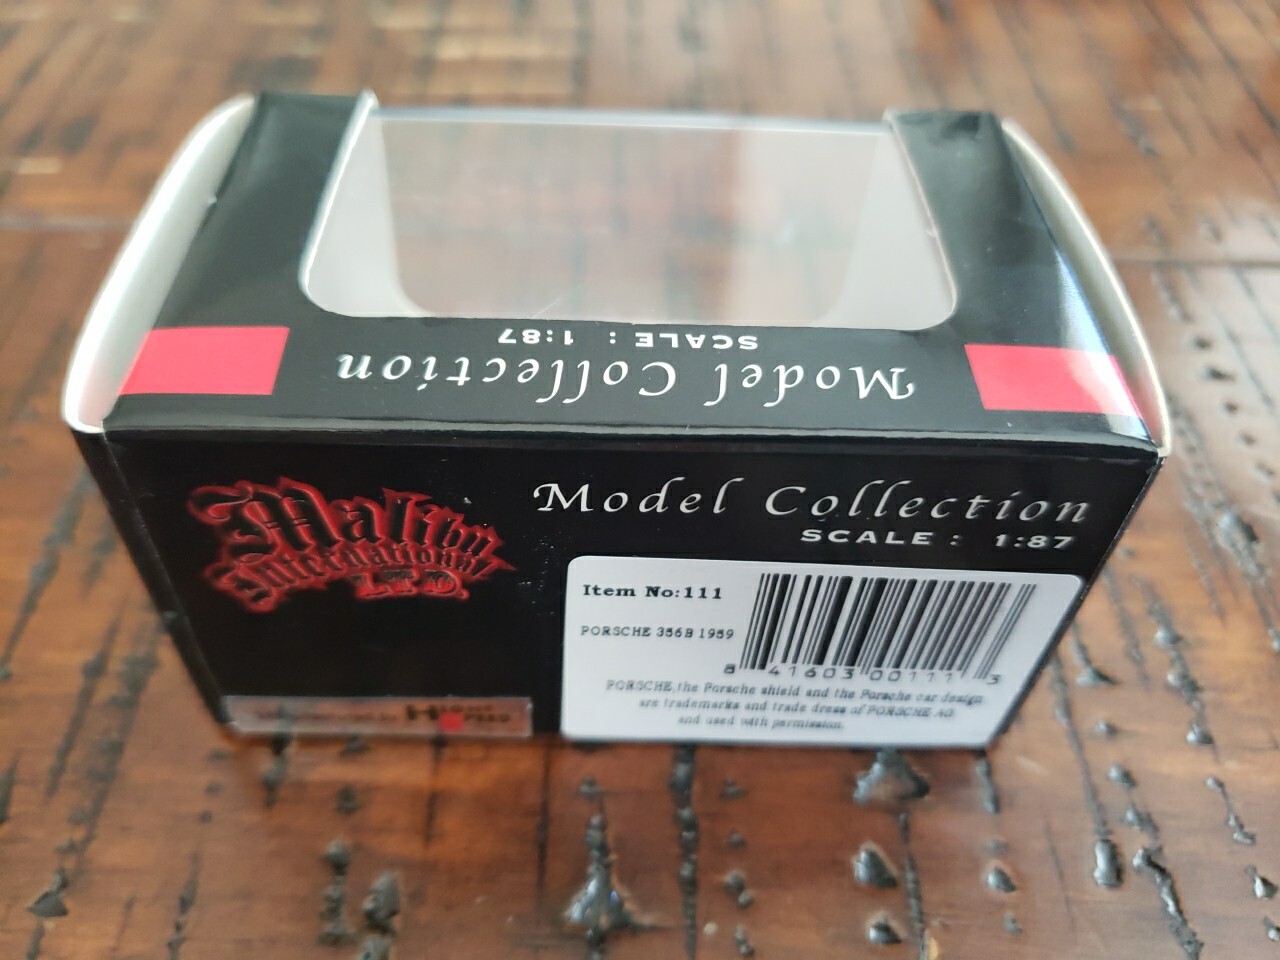 SCALE : 1:87
Model Collection
Malibu
International
LTD.
Model Collection
SCALE : 1:87
Item No:111
PORSCHE 356B 1959
8 41603 00111 3
PORSCHE, the Porsche shield and the Porsche car design
are trademarks and trade dress of PORSCHE AG
and used with permission.
HIGH
SPEED